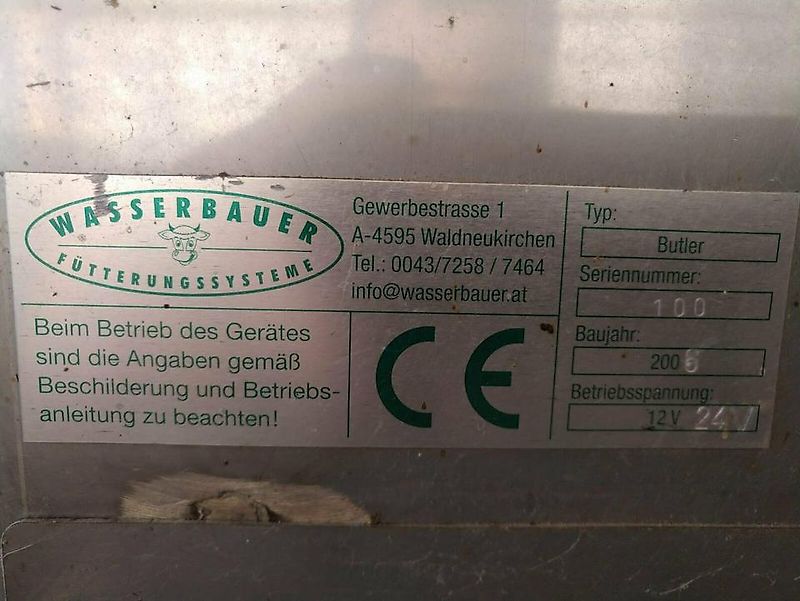 WASSERBAUER
FÜTTERUNGSSYSTEME
Gewerbestrasse 1
A-4595 Waldneukirchen
Tel.: 0043/7258 / 7464
info@wasserbauer.at
Beim Betrieb des Gerätes
sind die Angaben gemäß
Beschilderung und Betriebs-
anleitung zu beachten!
CE
Typ:
Butler
Seriennummer:
100
Baujahr:
2006
Betriebsspannung:
12V 24V